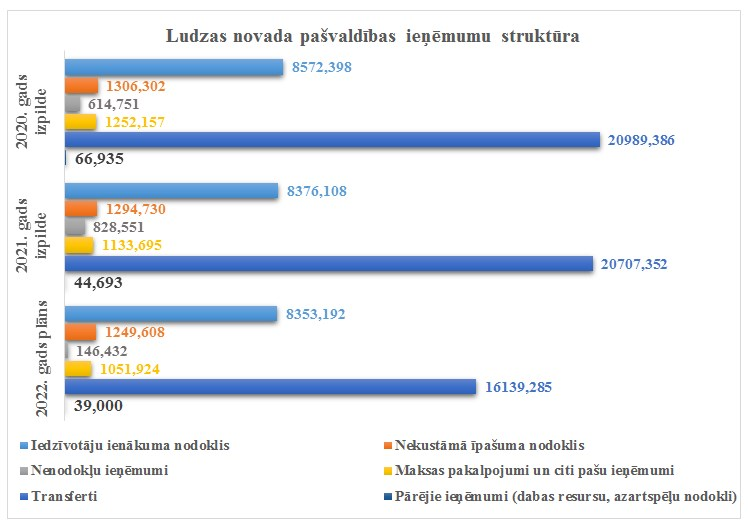 Ludzas novada pašvaldības ieņēmumu struktūra
2020. gads
izpilde
8572,398
1306,302
614,751
1252,157
20989,386
66,935
2021. gads
izpilde
8376,108
1294,730
828,551
1133,695
20707,352
44,693
2022. gads plāns
8353,192
1249,608
146,432
1051,924
16139,285
39,000
Iedzīvotāju ienākuma nodoklis
Nekustāmā īpašuma nodoklis
Nenodokļu ieņēmumi
Maksas pakalpojumi un citi pašu ieņēmumi
Transferti
Pārējie ieņēmumi (dabas resursu, azartspēļu nodokli)